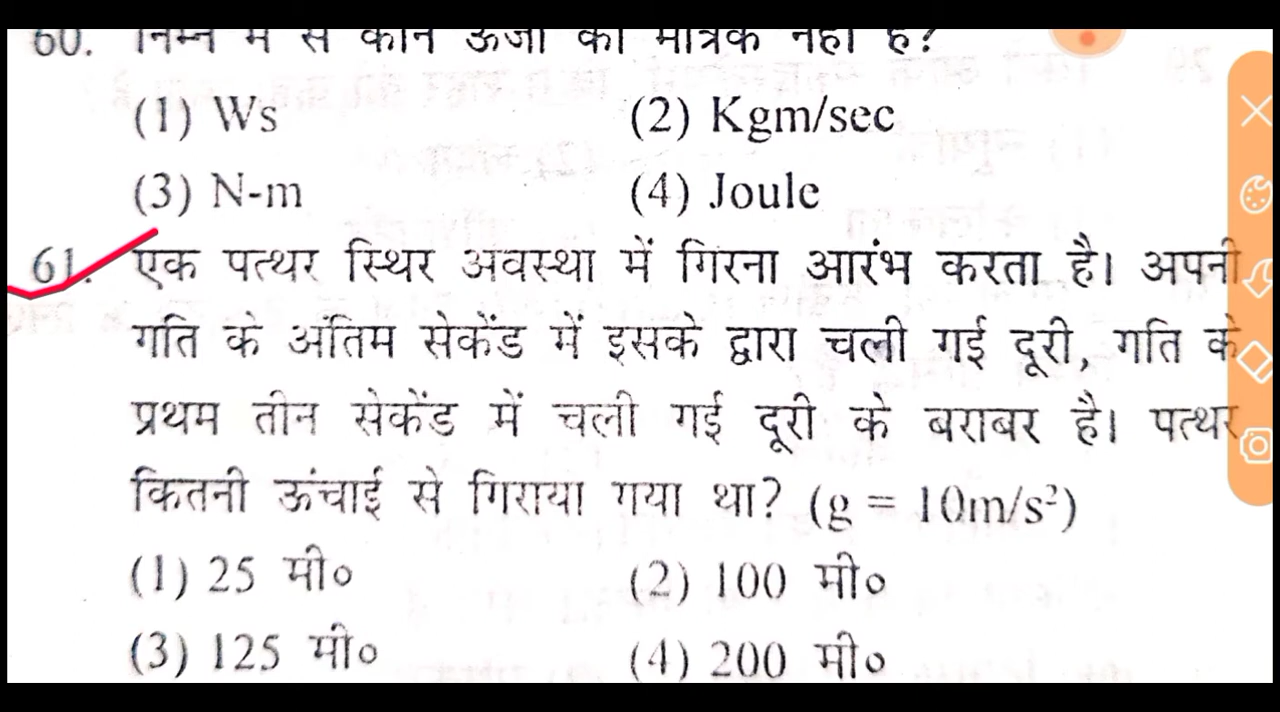 60. निम्न में से कौन ऊर्जा का मात्रक नहीं है?
(1) Ws (2) Kgm/sec
(3) N-m (4) Joule
61. एक पत्थर स्थिर अवस्था में गिरना आरंभ करता है। अपनी
गति के अंतिम सेकेंड में इसके द्वारा चली गई दूरी, गति के
प्रथम तीन सेकेंड में चली गई दूरी के बराबर है। पत्थर
कितनी ऊंचाई से गिराया गया था? (g = 10m/s²)
(1) 25 मी०
(2) 100 मी०
(3) 125 मी०
(4) 200 मी०